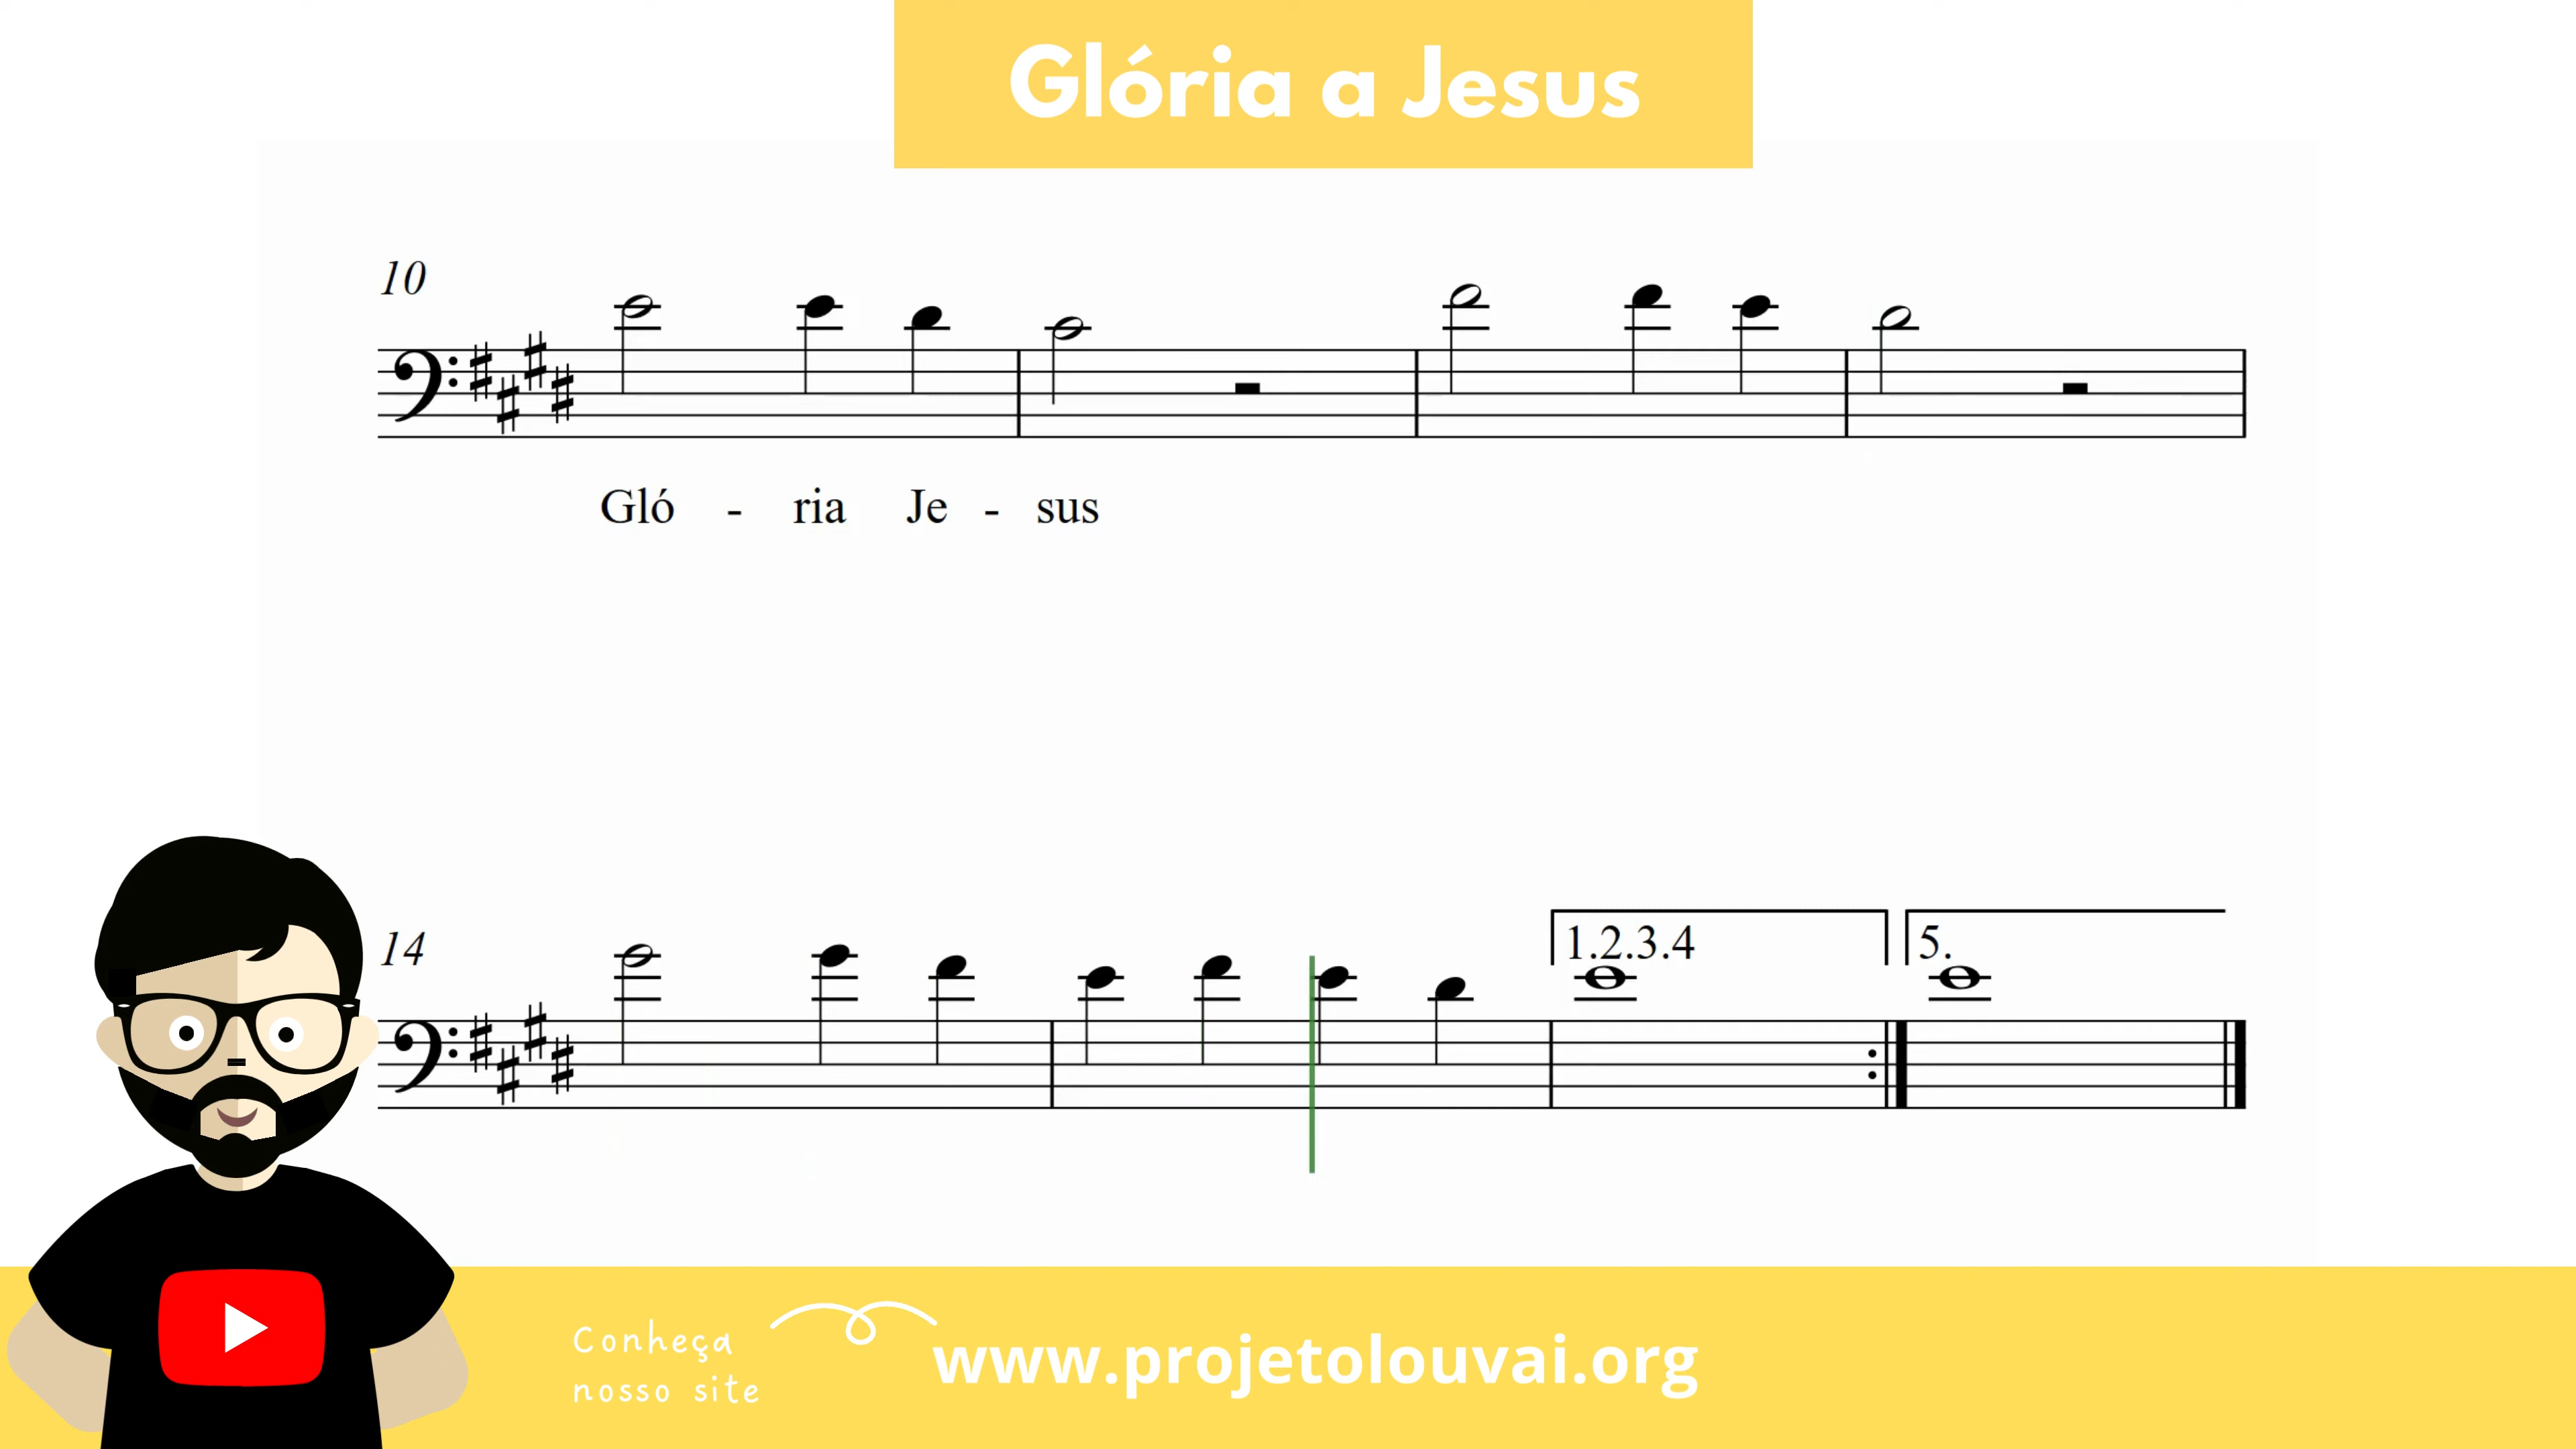 Glória a Jesus
10
Gló - ria Je - sus
14
1.2.3.4 5.
Conheça
nosso site
www.projetolouvai.org